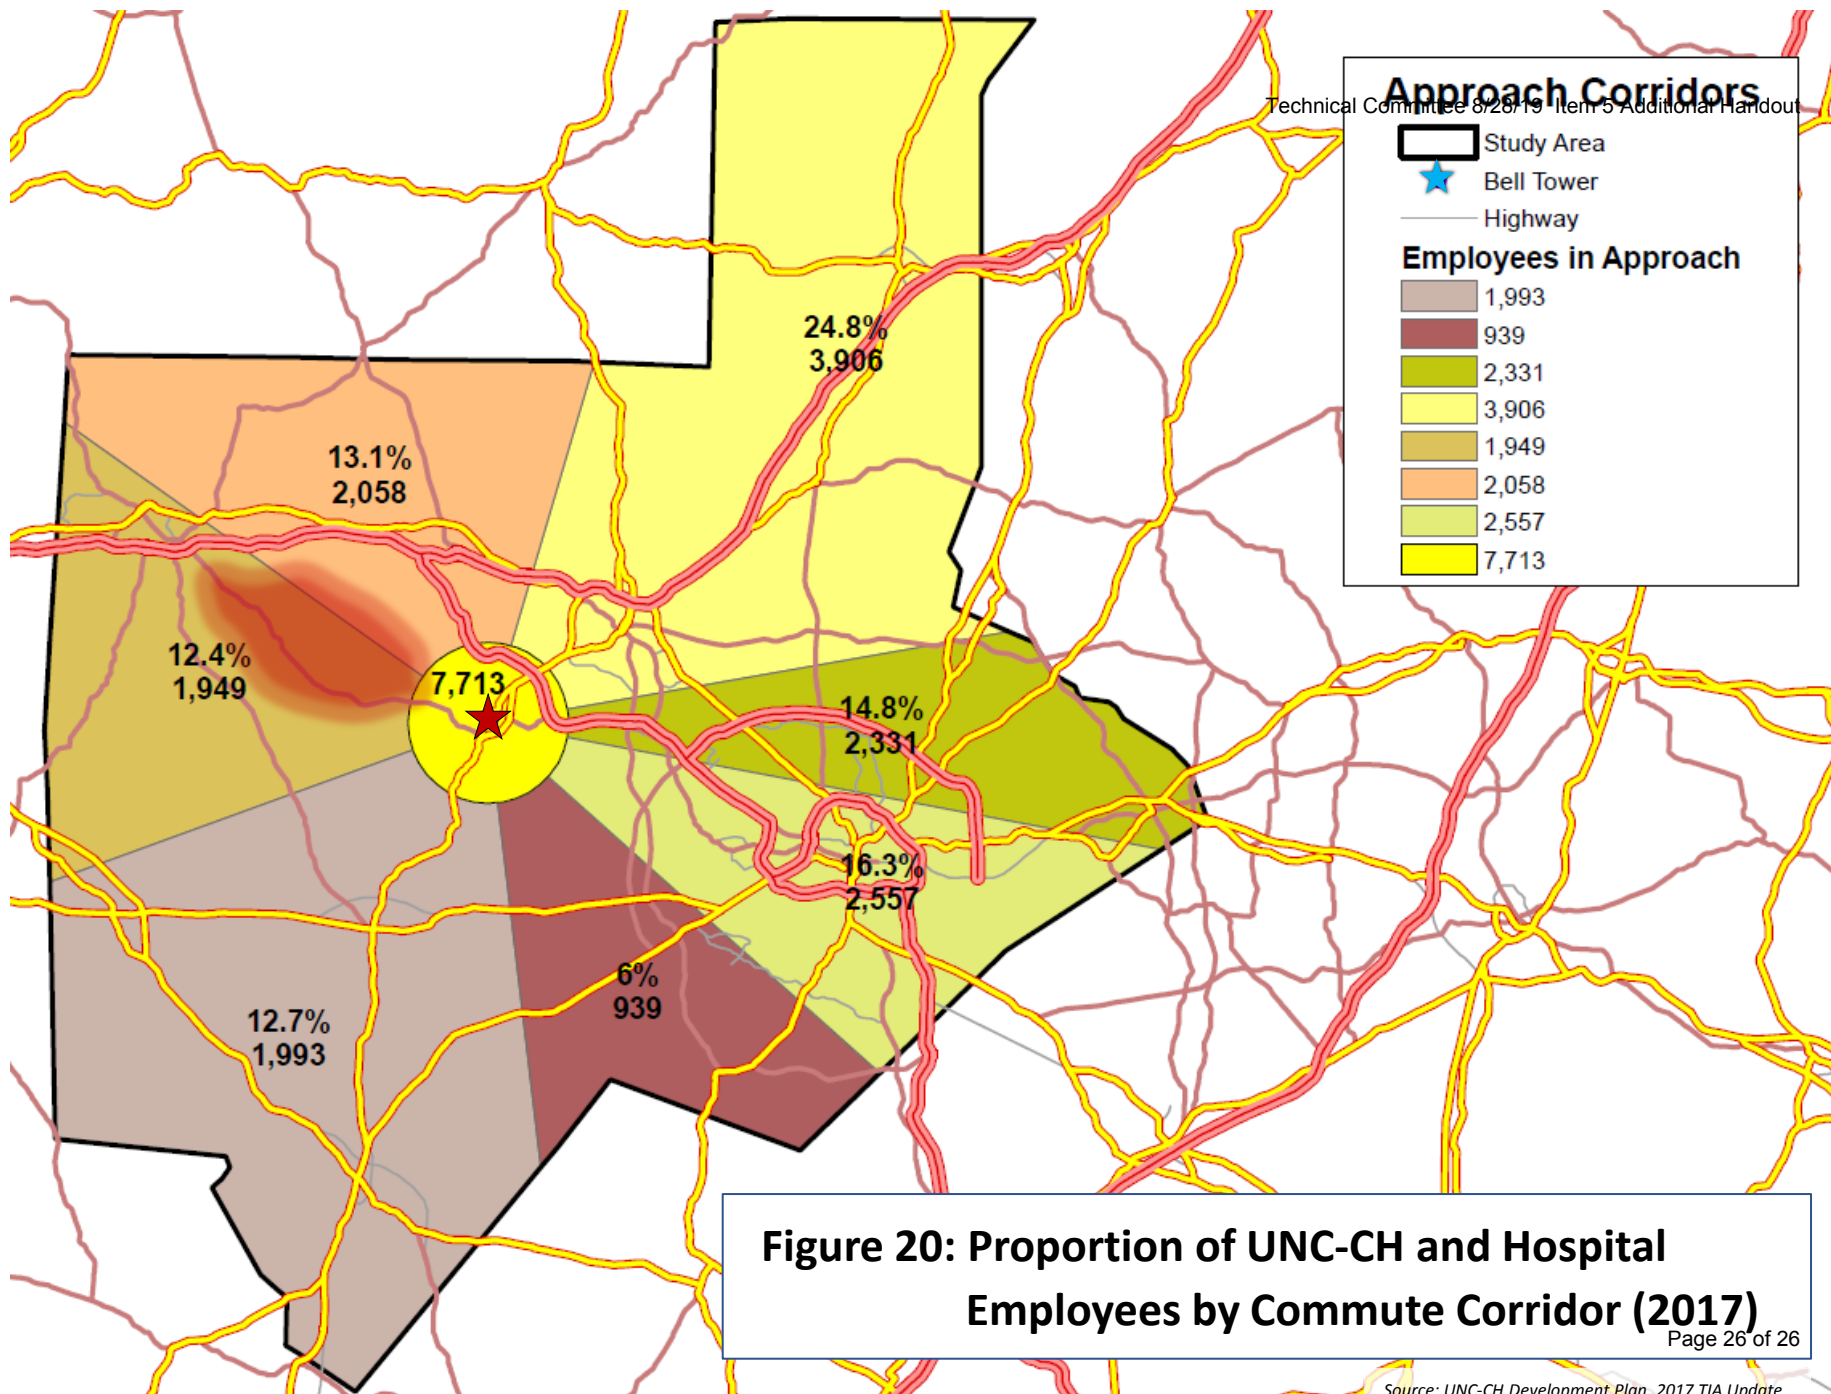 Approach Corridors
Technical Committee 8/28/19 Item 5 Additional Handout
Study Area
Bell Tower
Highway
Employees in Approach
1,993
939
2,331
3,906
1,949
2,058
2,557
7,713
24.8%
3,906
13.1%
2,058
12.4%
1,949
7,713
14.8%
2,331
16.3%
2,557
6%
939
12.7%
1,993
Figure 20: Proportion of UNC-CH and Hospital
Employees by Commute Corridor (2017)
Page 26 of 26
Source: UNC-CH Development Plan, 2017 TIA Update